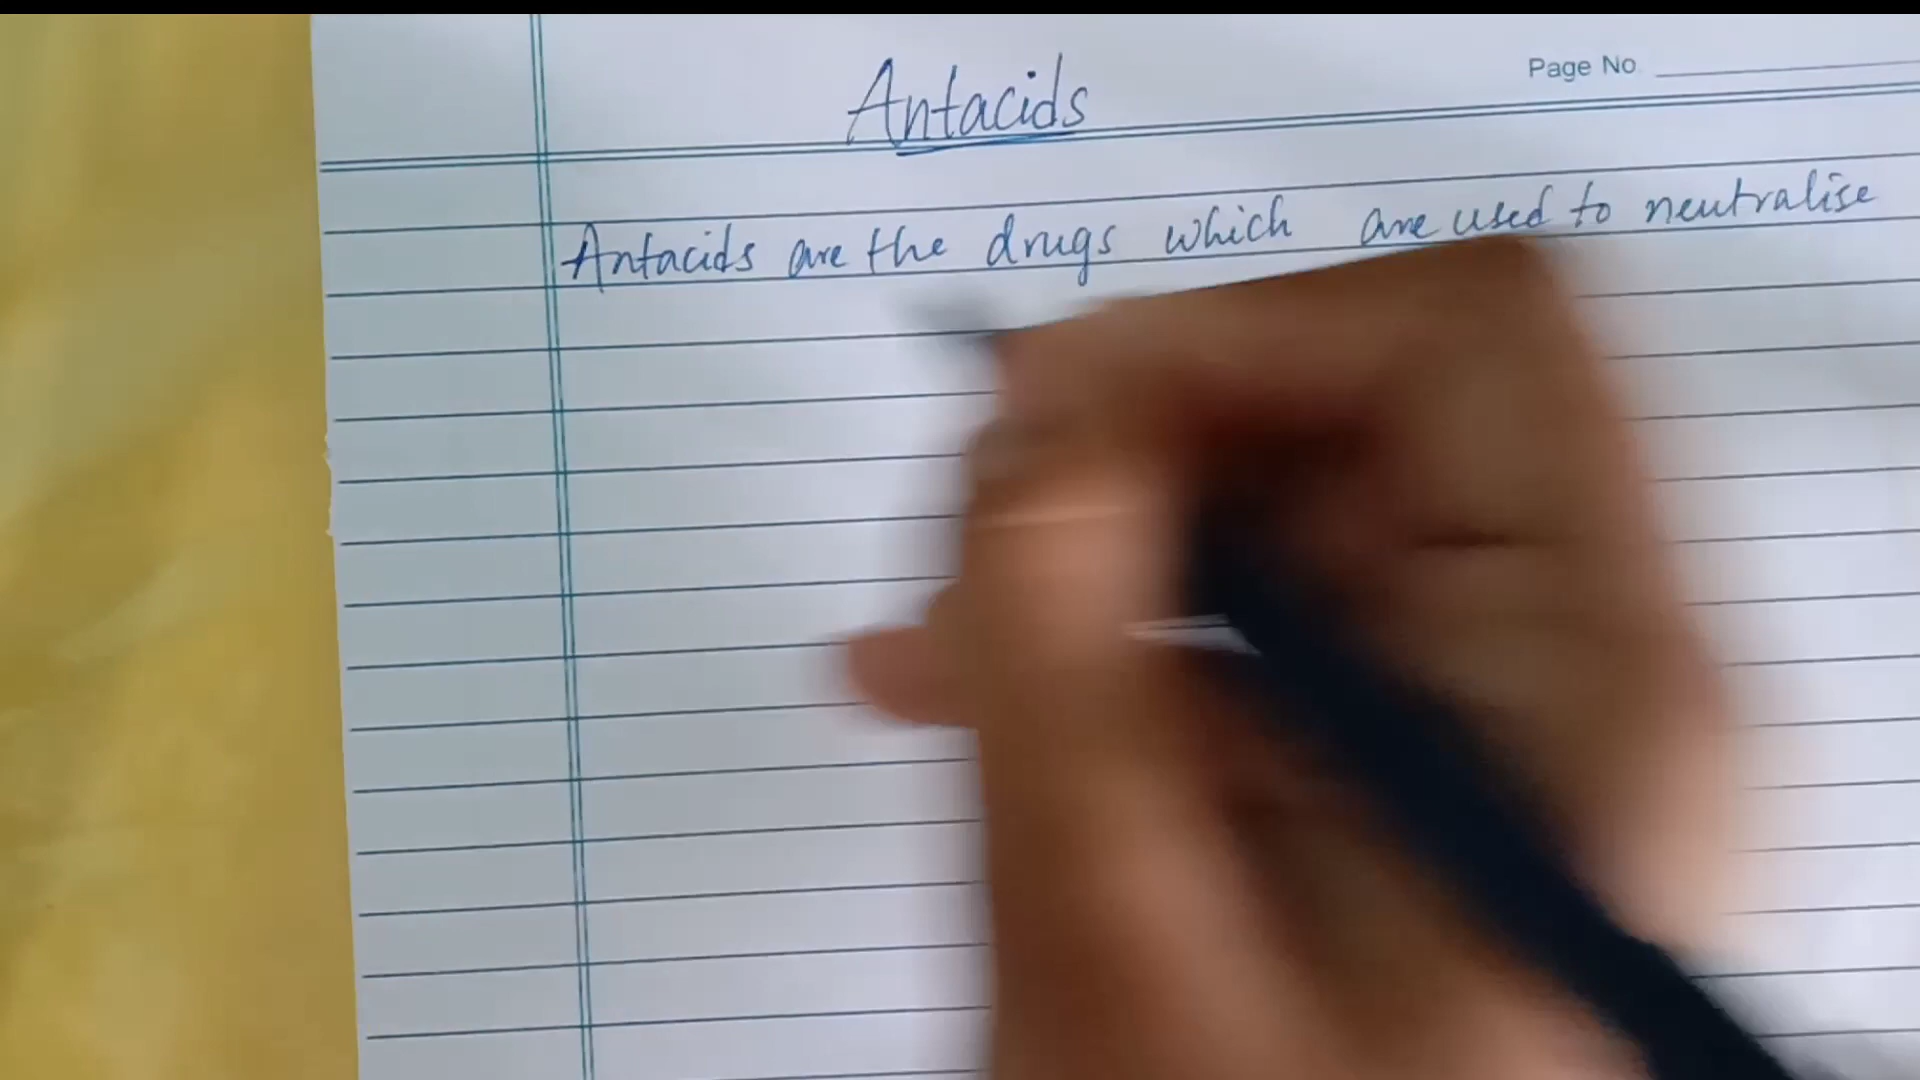 Antacids
Page No.
Antacids are the drugs which are used to neutralise